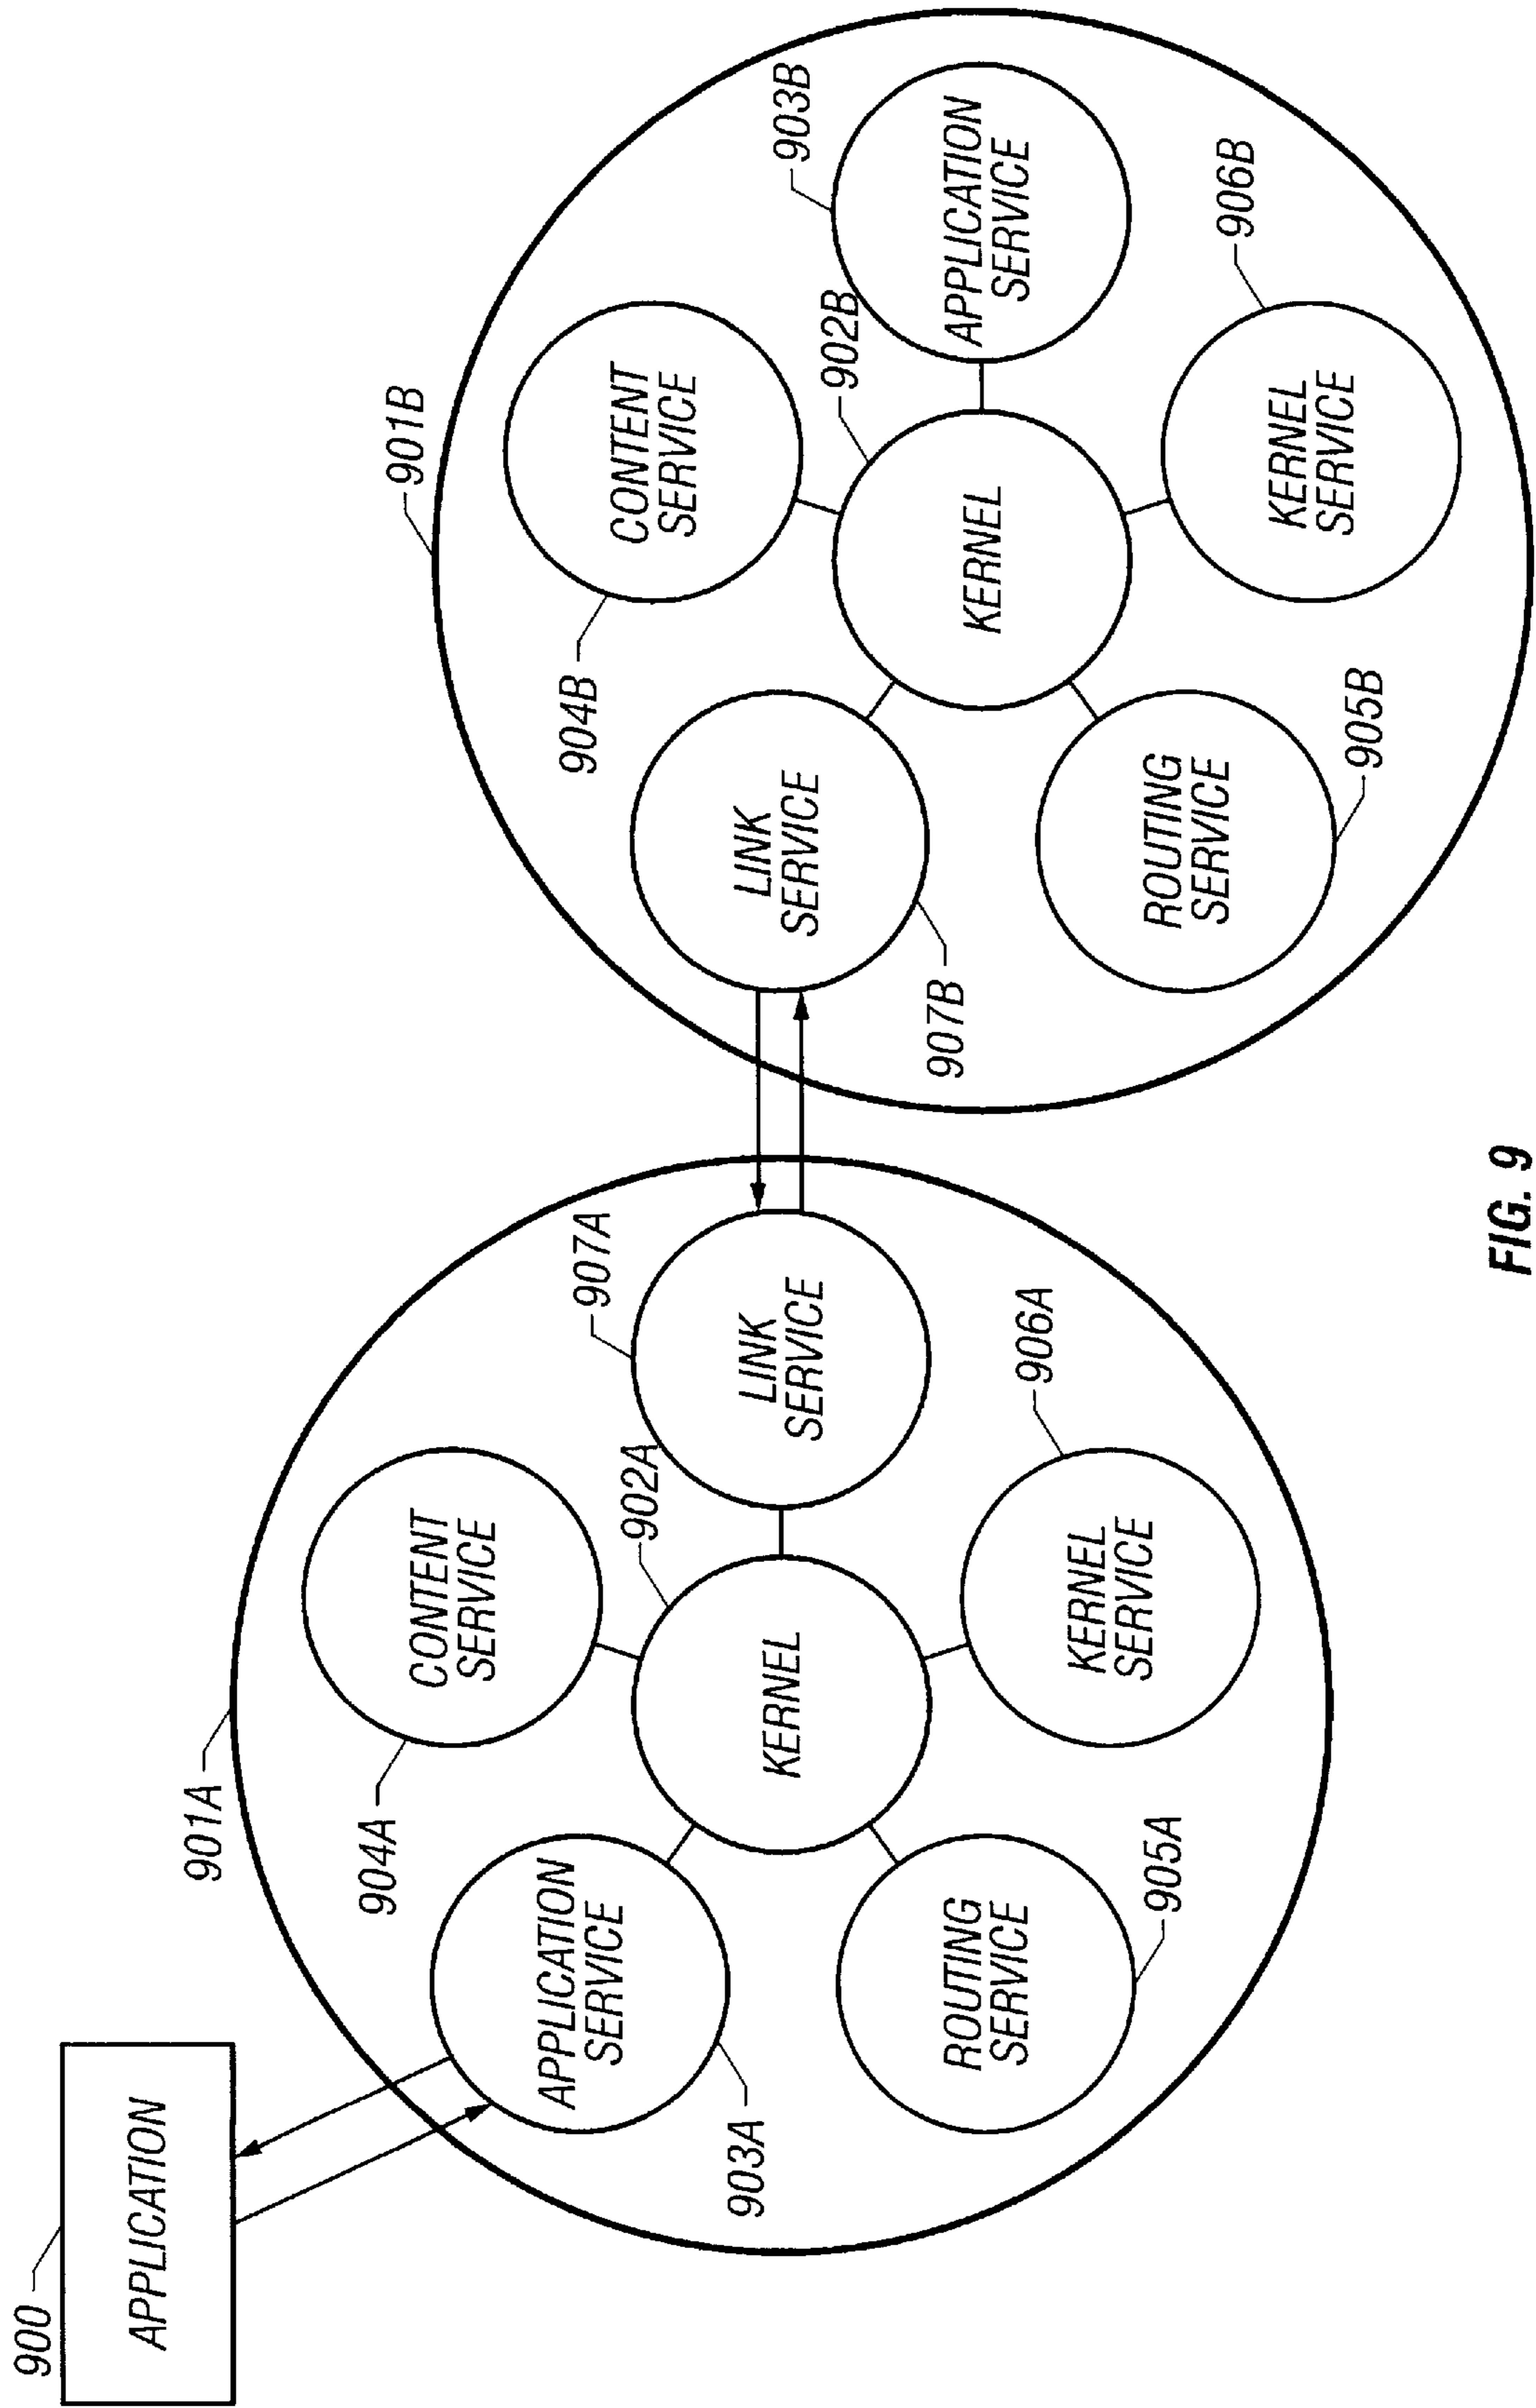 900
APPLICATION
901A
904A
CONTENT
SERVICE
902A
907A
APPLICATION
SERVICE
903A
KERNEL
LINK
SERVICE
ROUTING
SERVICE
905A
KERNEL
SERVICE
906A
901B
904B
CONTENT
SERVICE
902B
903B
LINK
SERVICE
907B
KERNEL
APPLICATION
SERVICE
ROUTING
SERVICE
905B
KERNEL
SERVICE
906B
FIG. 9